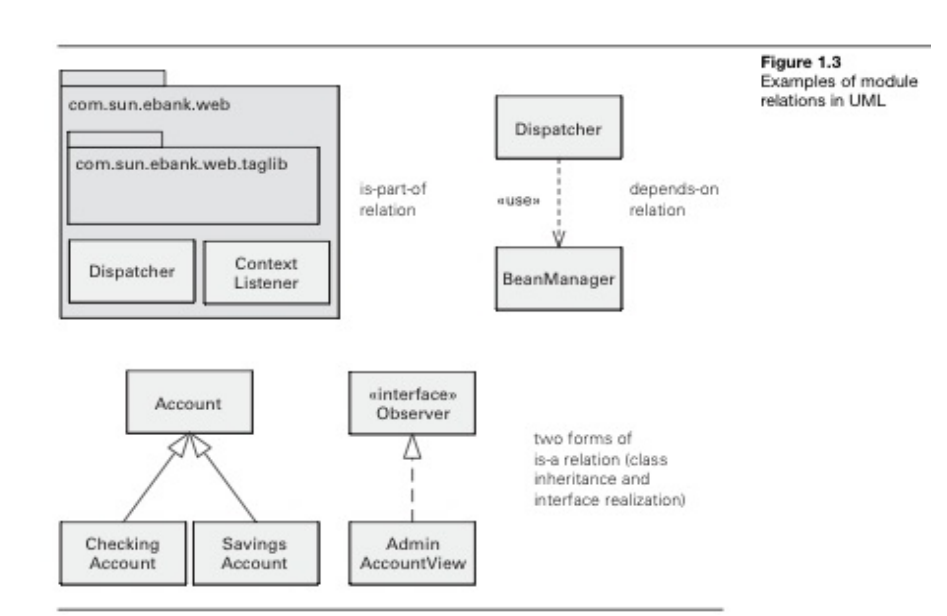 Figure 1.3
Examples of module
relations in UML
com.sun.ebank.web
com.sun.ebank.web.taglib
Dispatcher
Context
Listener
is-part-of
relation
Dispatcher
«use»
depends-on
relation
BeanManager
Account
Checking
Account
Savings
Account
«interface»
Observer
Admin
AccountView
two forms of
is-a relation (class
inheritance and
interface realization)